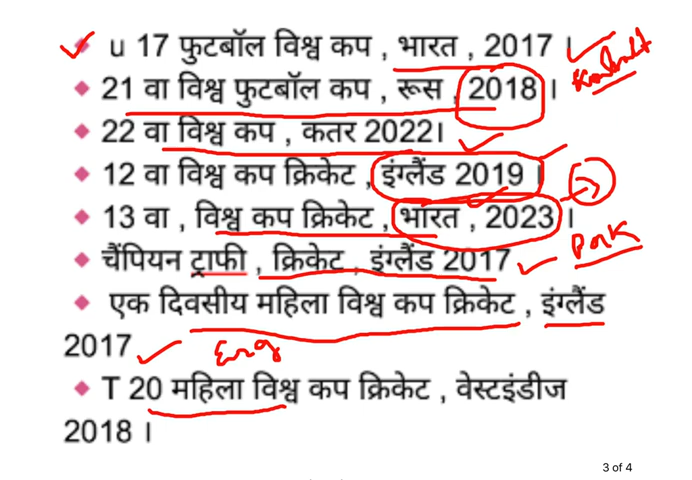 u 17 फुटबॉल विश्व कप , भारत , 2017 ।
21 वा विश्व फुटबॉल कप , रूस , 2018 ।
22 वा विश्व कप , कतर 2022।
12 वा विश्व कप क्रिकेट , इंग्लैंड 2019 ।
13 वा , विश्व कप क्रिकेट , भारत , 2023 ।
चैंपियन ट्राफी , क्रिकेट , इंग्लैंड 2017
Pak
एक दिवसीय महिला विश्व कप क्रिकेट , इंग्लैंड
2017
Eng
T 20 महिला विश्व कप क्रिकेट , वेस्टइंडीज
2018 ।
3 of 4